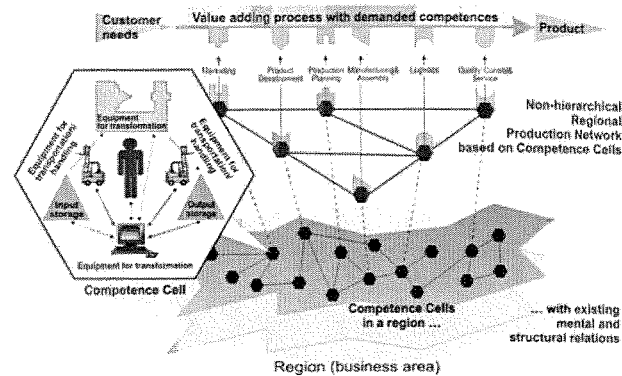 Customer
needs
Value adding process with demanded competences
Product
Marketing
Product
Development
Production
Planning
Manufacturing&
Assembly
Logistics
Quality Control&
Service
Non-hierarchical
Regional
Production Network
based on Competence Cells
Equipment
for transformation
Equipment for
transportation/
handling
Equipment for
transportation/
handling
Input
storage
Output
storage
Equipment for transformation
Competence Cell
Competence Cells
in a region ...
... with existing
mental and
structural relations
Region (business area)